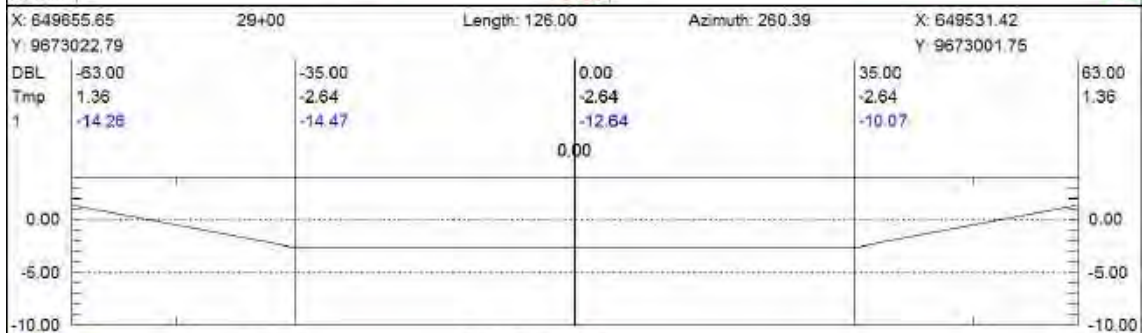 X: 649655.65 29+00 Length: 126.00 Azimuth: 260.39 X: 649531.42
Y: 9673022.79 Y: 9673001.75
DBL -63.00 -35.00 0.00 35.00 63.00
Tmp 1.36 -2.64 -2.64 -2.64 1.36
1 -14.26 -14.47 -12.64 -10.07
0.00
0.00 0.00
-5.00 -5.00
-10.00 -10.00